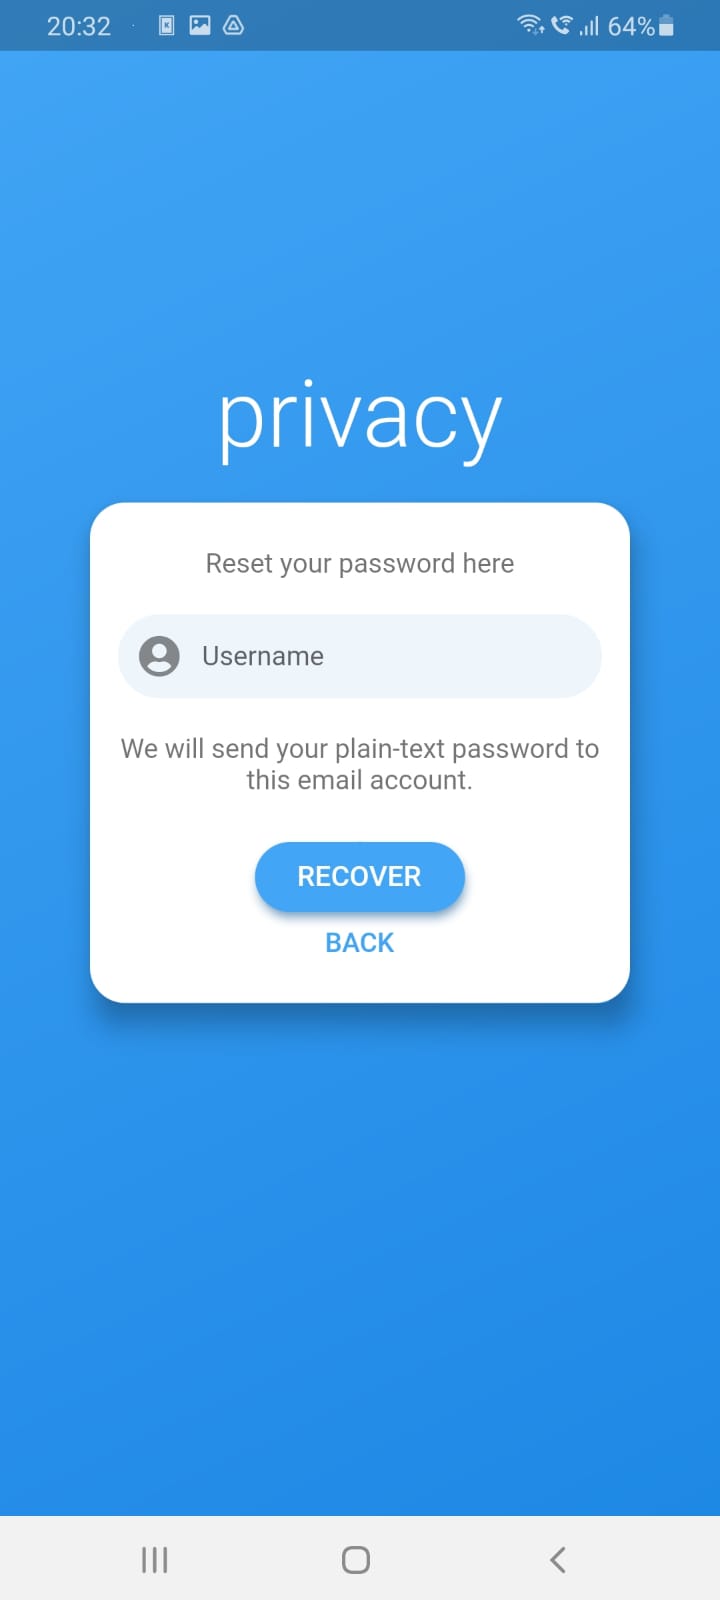 20:32
64%
privacy
Reset your password here
Username
We will send your plain-text password to
this email account.
RECOVER
BACK